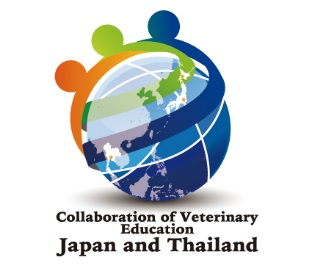 Collaboration of Veterinary
Education
Japan and Thailand